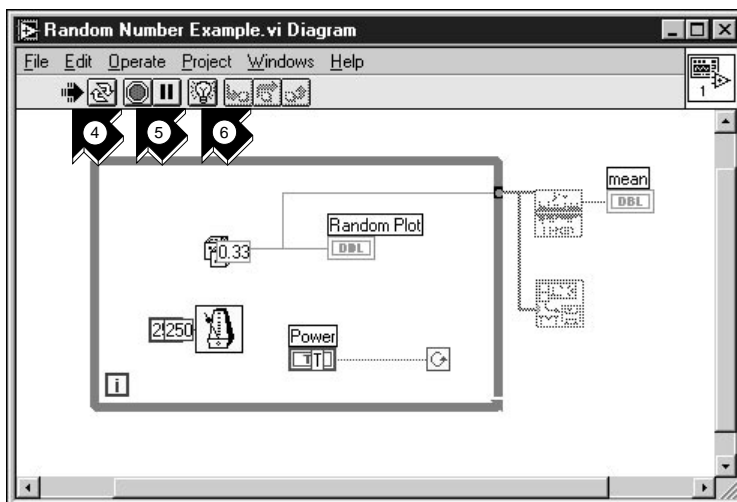 Random Number Example.vi Diagram
File Edit Operate Project Windows Help
1
4 5 6
mean
DBL
Random Plot
DBL
0.33
250
Power
T
i